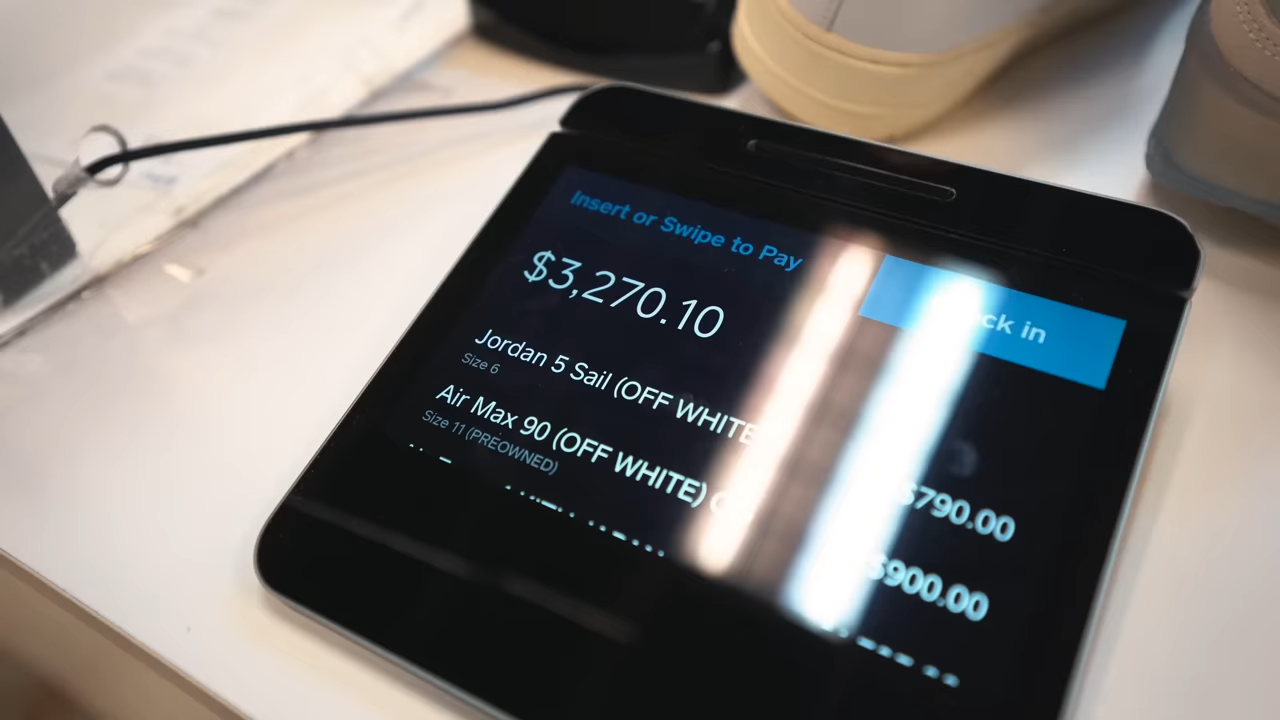 Insert or Swipe to Pay
$3,270.10
in
Jordan 5 Sail (OFF WHITE
$790.00
Size 6
Air Max 90 (OFF WHITE)
$900.00
Size 11 (PREOWNED)